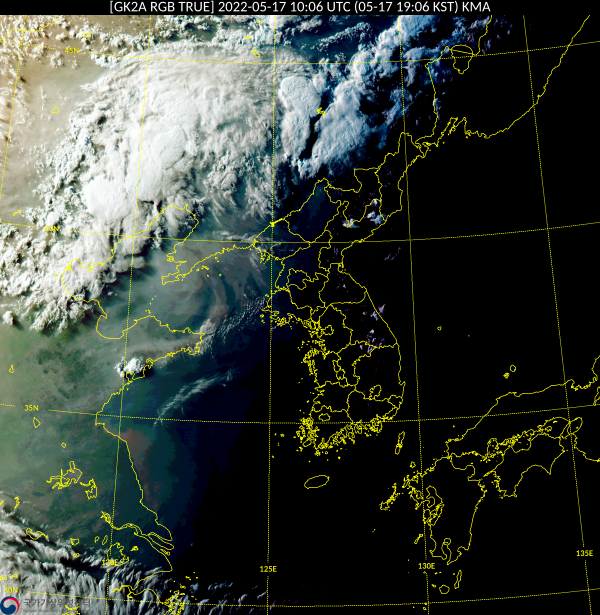 [GK2A RGB TRUE] 2022-05-17 10:06 UTC (05-17 19:06 KST) KMA
35N
125E
130E
135E